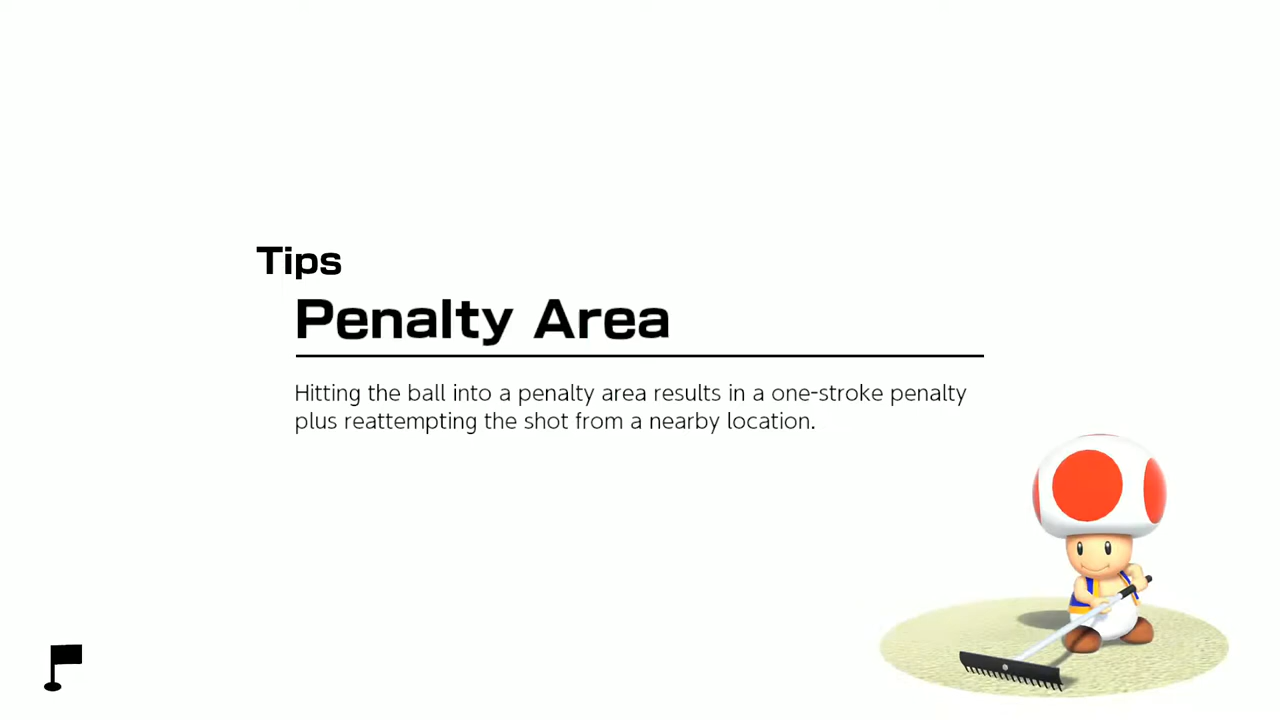 Tips
Penalty Area
Hitting the ball into a penalty area results in a one-stroke penalty
plus reattempting the shot from a nearby location.